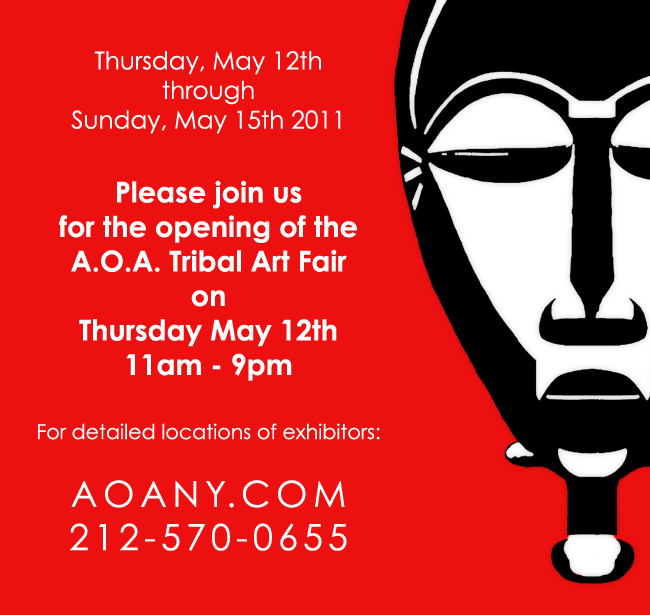 Thursday, May 12th
through
Sunday, May 15th 2011
Please join us
for the opening of the
A.O.A. Tribal Art Fair
on
Thursday May 12th
11am - 9pm
For detailed locations of exhibitors:
AOANY.COM
212-570-0655